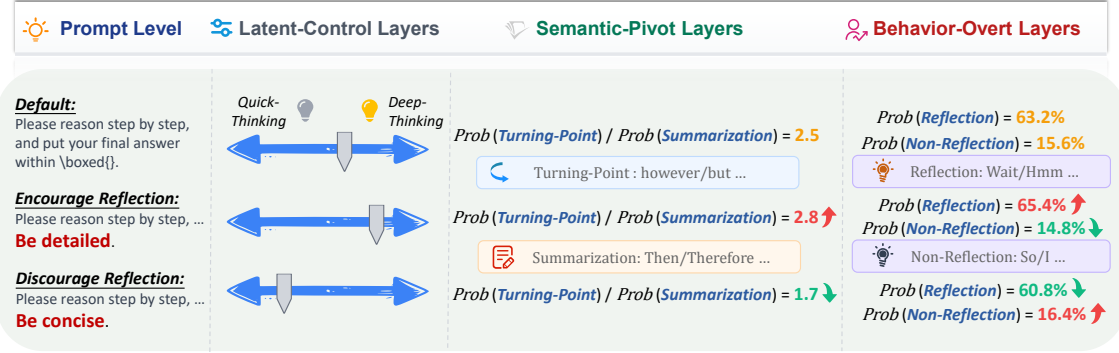 Prompt Level
Latent-Control Layers
Semantic-Pivot Layers
Behavior-Overt Layers
Default:
Please reason step by step,
and put your final answer
within \boxed{}.
Encourage Reflection:
Please reason step by step, ...
Be detailed.
Discourage Reflection:
Please reason step by step, ...
Be concise.
Quick-
Thinking
Deep-
Thinking
Prob (Turning-Point) / Prob (Summarization) = 2.5
Turning-Point : however/but ...
Prob (Turning-Point) / Prob (Summarization) = 2.8
Summarization: Then/Therefore ...
Prob (Turning-Point) / Prob (Summarization) = 1.7
Prob (Reflection) = 63.2%
Prob (Non-Reflection) = 15.6%
Reflection: Wait/Hmm ...
Prob (Reflection) = 65.4%
Prob (Non-Reflection) = 14.8%
Non-Reflection: So/I ...
Prob (Reflection) = 60.8%
Prob (Non-Reflection) = 16.4%